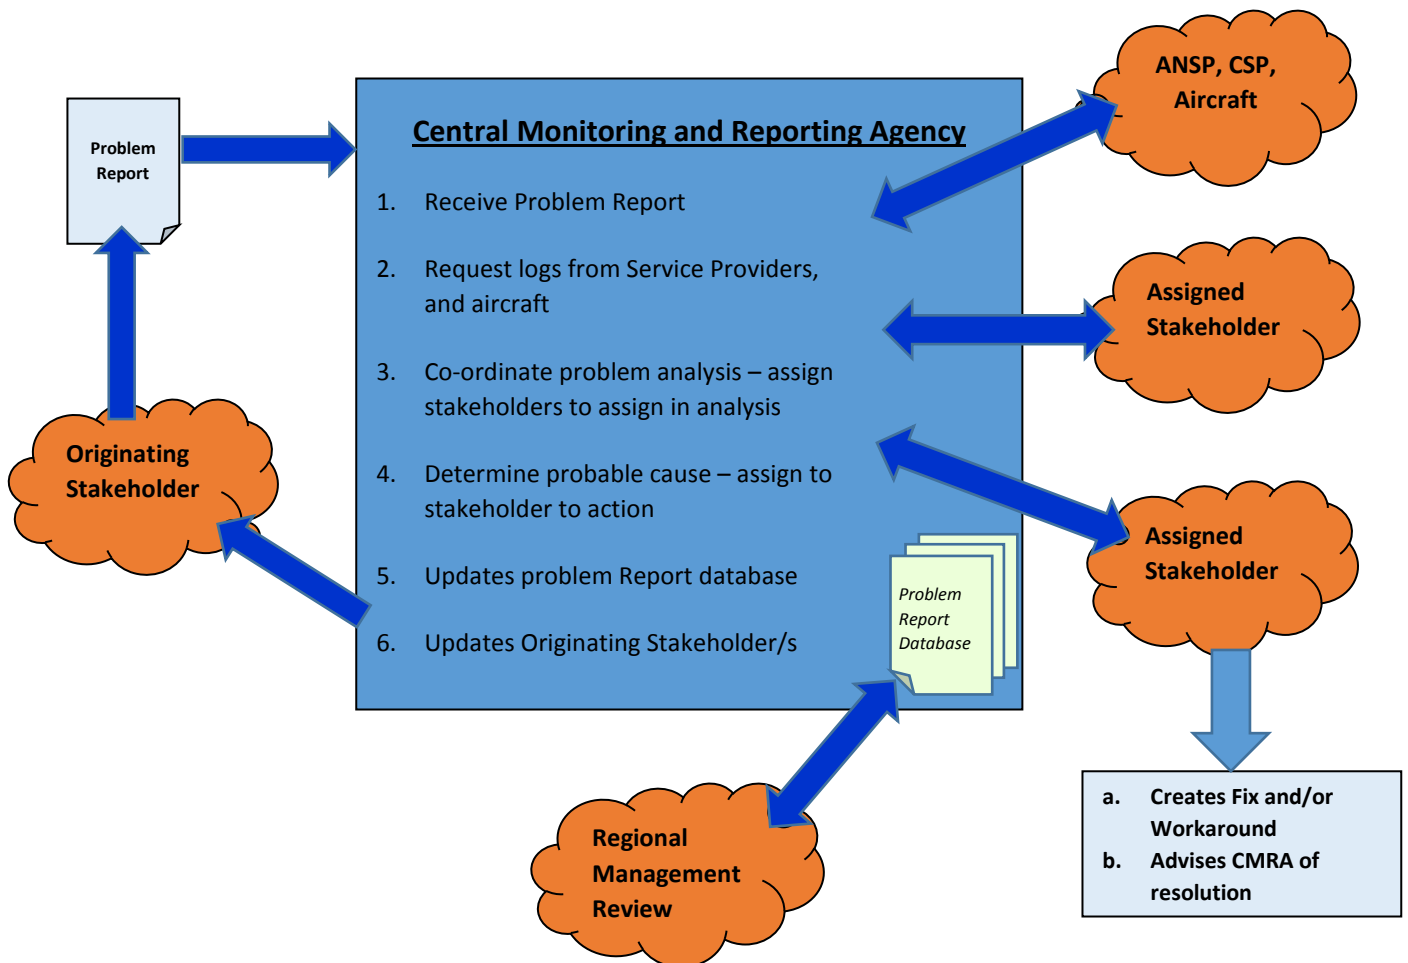 Problem
Report
Originating
Stakeholder
Central Monitoring and Reporting Agency
1. Receive Problem Report
2. Request logs from Service Providers,
and aircraft
3. Co-ordinate problem analysis – assign
stakeholders to assign in analysis
4. Determine probable cause – assign to
stakeholder to action
5. Updates problem Report database
6. Updates Originating Stakeholder/s
Problem
Report
Database
ANSP, CSP,
Aircraft
Assigned
Stakeholder
Assigned
Stakeholder
a. Creates Fix and/or
Workaround
b. Advises CMRA of
resolution
Regional
Management
Review